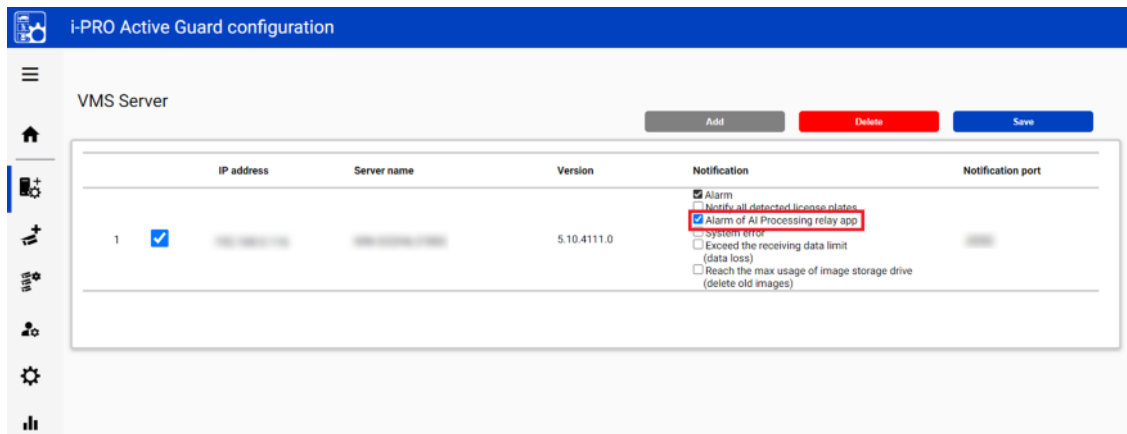 i-PRO Active Guard configuration
VMS Server
Add Delete Save
IP address Server name Version Notification Notification port
Alarm
Notify all detected license plates
Alarm of AI Processing relay app
1 5.10.4111.0
System error
Exceed the receiving data limit
(data loss)
Reach the max usage of image storage drive
(delete old images)